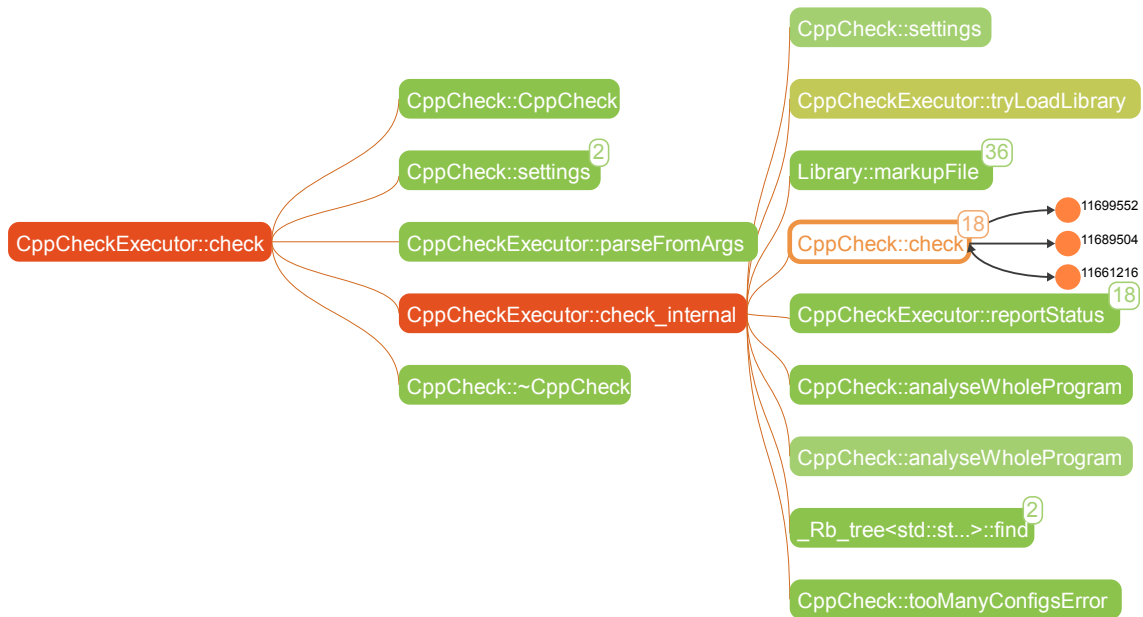 CppCheckExecutor::check
CppCheck::CppCheck
CppCheck::settings
2
CppCheckExecutor::parseFromArgs
CppCheckExecutor::check_internal
CppCheck::~CppCheck
CppCheck::settings
CppCheckExecutor::tryLoadLibrary
Library::markupFile
36
CppCheck::check
18
11699552
11689504
11661216
CppCheckExecutor::reportStatus
18
CppCheck::analyseWholeProgram
CppCheck::analyseWholeProgram
_Rb_tree<std::st...>::find
2
CppCheck::tooManyConfigsError